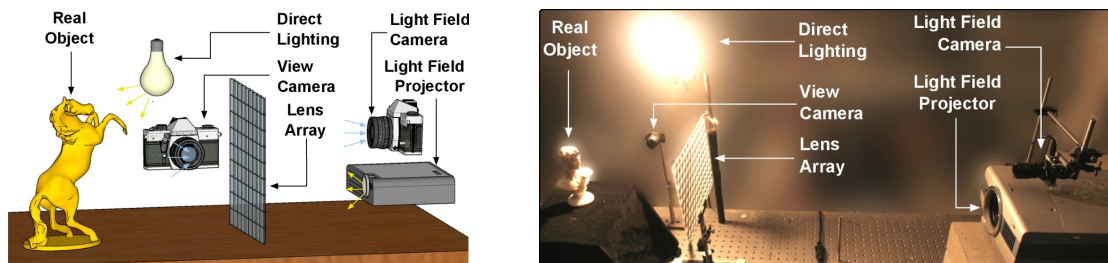 Real
Object
Direct
Lighting
View
Camera
Lens
Array
Light Field
Camera
Light Field
Projector
Real
Object
Direct
Lighting
View
Camera
Lens
Array
Light Field
Camera
Light Field
Projector